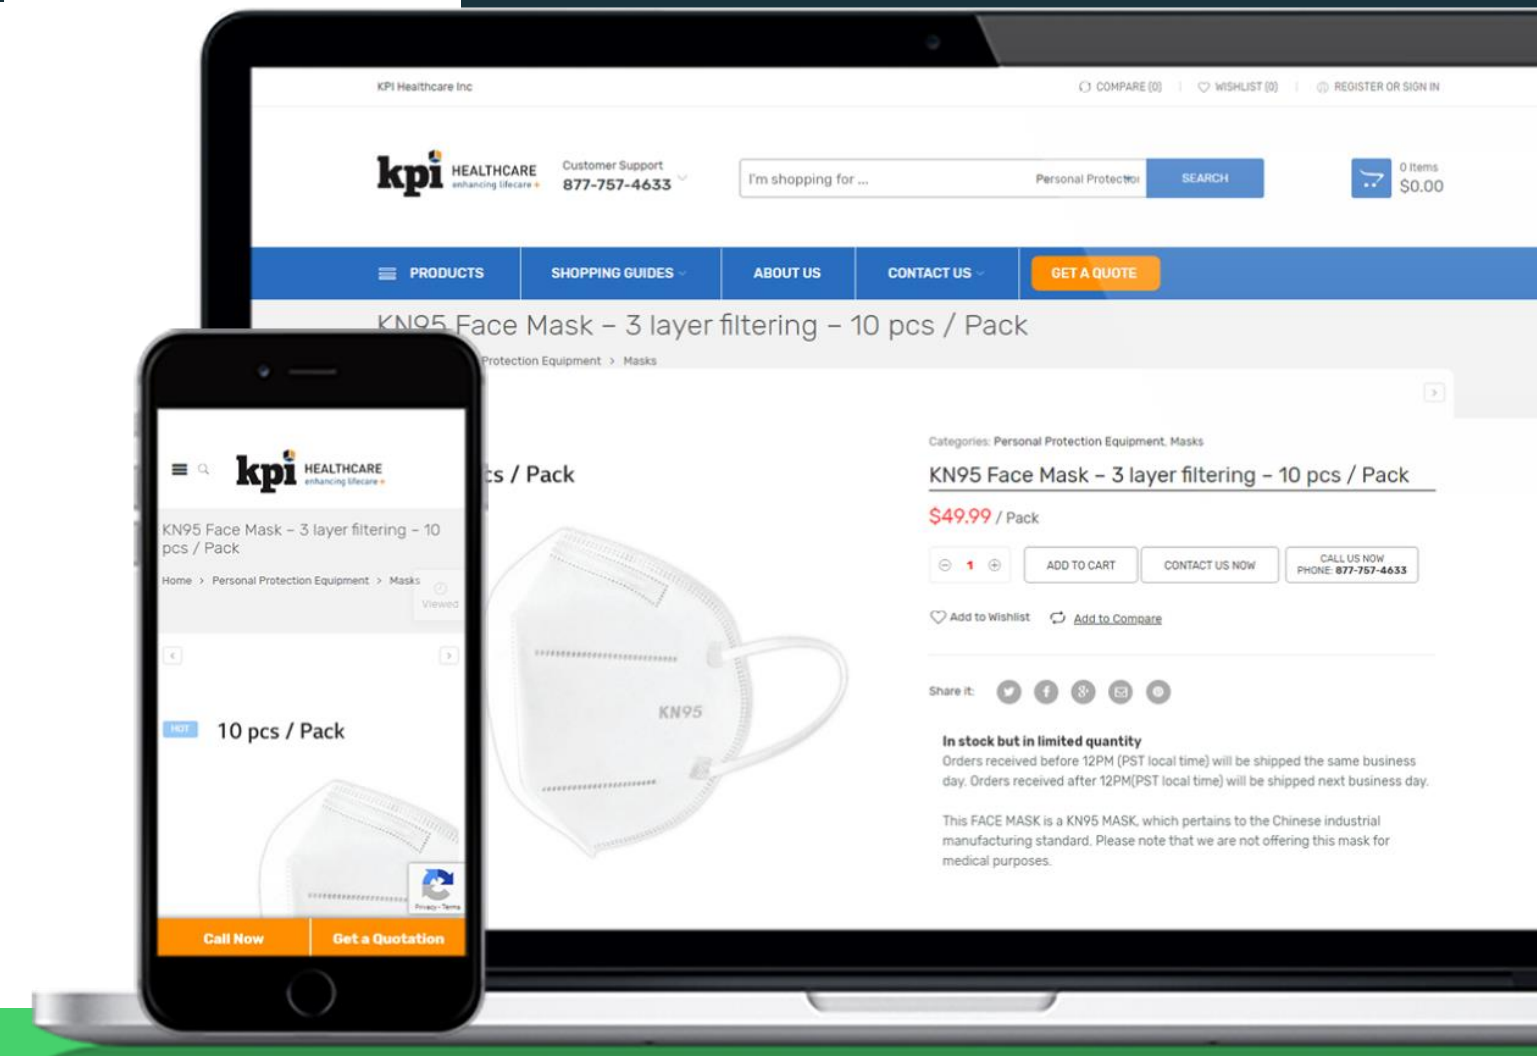 KPI Healthcare Inc
COMPARE (0)
WISHLIST (0)
REGISTER OR SIGN IN
kpi HEALTHCARE
enhancing lifecare +
Customer Support
877-757-4633
I'm shopping for ...
Personal Protection
SEARCH
0 Items
$0.00
PRODUCTS
SHOPPING GUIDES
ABOUT US
CONTACT US
GET A QUOTE
KN95 Face Mask – 3 layer filtering – 10 pcs / Pack
Protection Equipment > Masks
cs / Pack
KN95
Categories: Personal Protection Equipment, Masks
KN95 Face Mask – 3 layer filtering – 10 pcs / Pack
$49.99 / Pack
1
ADD TO CART
CONTACT US NOW
CALL US NOW
PHONE: 877-757-4633
Add to Wishlist
Add to Compare
Share it:
In stock but in limited quantity
Orders received before 12PM (PST local time) will be shipped the same business
day. Orders received after 12PM(PST local time) will be shipped next business day.
This FACE MASK is a KN95 MASK, which pertains to the Chinese industrial
manufacturing standard. Please note that we are not offering this mask for
medical purposes.
kpi HEALTHCARE
enhancing lifecare +
KN95 Face Mask – 3 layer filtering – 10
pcs / Pack
Home > Personal Protection Equipment > Masks
Viewed
HOT
10 pcs / Pack
Privacy - Terms
Call Now
Get a Quotation